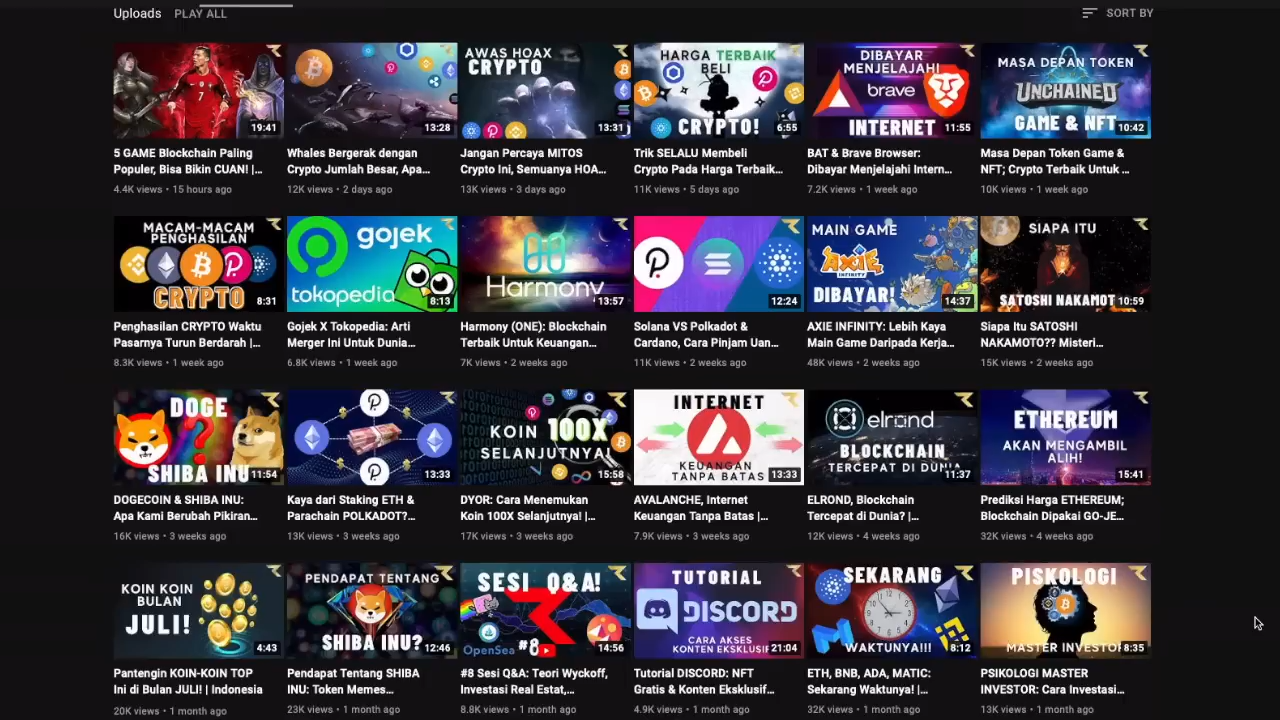 Uploads PLAY ALL SORT BY
19:41
13:28
AWAS HOAX
CRYPTO
13:31
HARGA TERBAIK
BELI
CRYPTO!
6:55
DIBAYAR
MENJELAJAHI
brave
INTERNET
11:55
MASA DEPAN TOKEN
UNCHAINED
GAME & NFT
10:42
5 GAME Blockchain Paling
Populer, Bisa Bikin CUAN! |...
4.4K views • 15 hours ago
Whales Bergerak dengan
Crypto Jumlah Besar, Apa...
12K views • 2 days ago
Jangan Percaya MITOS
Crypto Ini, Semuanya HOA...
13K views • 3 days ago
Trik SELALU Membeli
Crypto Pada Harga Terbaik...
11K views • 5 days ago
BAT & Brave Browser:
Dibayar Menjelajahi Intern...
7.2K views • 1 week ago
Masa Depan Token Game &
NFT; Crypto Terbaik Untuk ...
10K views • 1 week ago
MACAM-MACAM
PENGHASILAN
CRYPTO
8:31
gojek
tokopedia
8:13
Harmony
13:57
12:24
MAIN GAME
AXIE
INFINITY
DIBAYAR!
14:37
SIAPA ITU
SATOSHI NAKAMOT
10:59
Penghasilan CRYPTO Waktu
Pasarnya Turun Berdarah |...
8.3K views • 1 week ago
Gojek X Tokopedia: Arti
Merger Ini Untuk Dunia...
6.8K views • 1 week ago
Harmony (ONE): Blockchain
Terbaik Untuk Keuangan...
7K views • 2 weeks ago
Solana VS Polkadot &
Cardano, Cara Pinjam Uan...
11K views • 2 weeks ago
AXIE INFINITY: Lebih Kaya
Main Game Daripada Kerja...
48K views • 2 weeks ago
Siapa Itu SATOSHI
NAKAMOTO?? Misteri...
15K views • 2 weeks ago
DOGE
?
SHIBA INU
11:54
13:33
KOIN 100X
SELANJUTNYA!
15:58
INTERNET
KEUANGAN
TANPA BATAS
13:33
elrond
BLOCKCHAIN
TERCEPAT DI DUNIA
11:37
ETHEREUM
AKAN MENGAMBIL
ALIH!
15:41
DOGECOIN & SHIBA INU:
Apa Kami Berubah Pikiran...
16K views • 3 weeks ago
Kaya dari Staking ETH &
Parachain POLKADOT?...
13K views • 3 weeks ago
DYOR: Cara Menemukan
Koin 100X Selanjutnya! |...
17K views • 3 weeks ago
AVALANCHE, Internet
Keuangan Tanpa Batas |...
7.9K views • 3 weeks ago
ELROND, Blockchain
Tercepat di Dunia? |...
12K views • 4 weeks ago
Prediksi Harga ETHEREUM;
Blockchain Dipakai GO-JE...
32K views • 4 weeks ago
KOIN KOIN
BULAN
JULI!
4:43
PENDAPAT TENTANG
SHIBA INU?
12:46
SESI Q&A!
OpenSea
#8
14:56
TUTORIAL
DISCORD
CARA AKSES
KONTEN EKSKLUSIF
21:04
SEKARANG
WAKTUNYA!!!
8:12
PISKOLOGI
MASTER INVESTOR
8:35
Pantengin KOIN-KOIN TOP
Ini di Bulan JULI! | Indonesia
20K views • 1 month ago
Pendapat Tentang SHIBA
INU: Token Memes...
23K views • 1 month ago
#8 Sesi Q&A: Teori Wyckoff,
Investasi Real Estat,...
8.8K views • 1 month ago
Tutorial DISCORD: NFT
Gratis & Konten Eksklusif...
4.9K views • 1 month ago
ETH, BNB, ADA, MATIC:
Sekarang Waktunya! |...
32K views • 1 month ago
PSIKOLOGI MASTER
INVESTOR: Cara Investasi...
13K views • 1 month ago